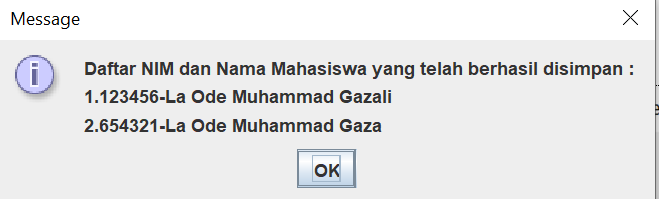 Message
Daftar NIM dan Nama Mahasiswa yang telah berhasil disimpan :
1.123456-La Ode Muhammad Gazali
2.654321-La Ode Muhammad Gaza
OK